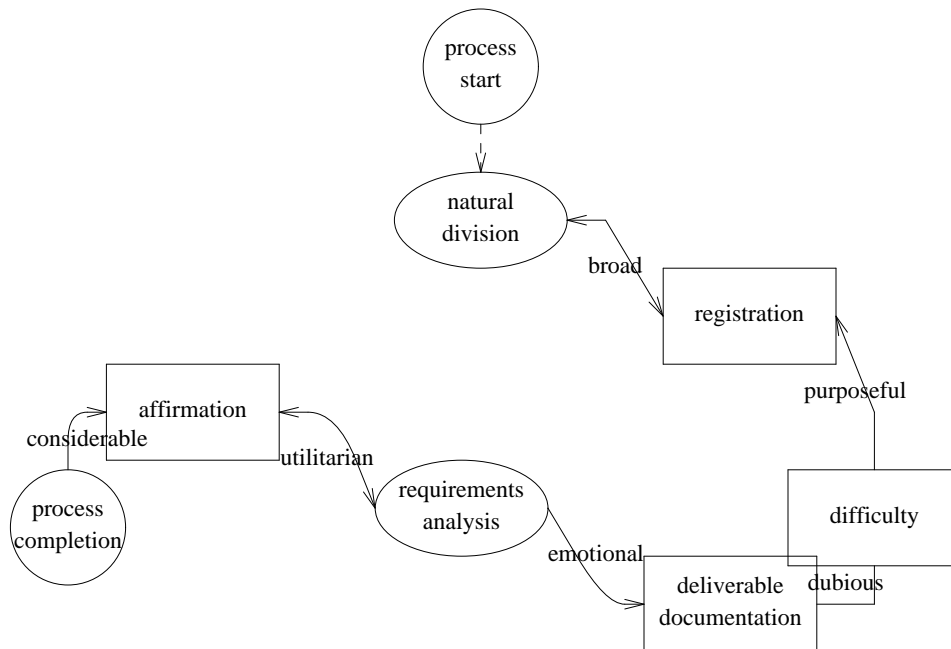 process
start
natural
division
broad
registration
purposeful
affirmation
considerable
utilitarian
requirements
analysis
process
completion
difficulty
emotional
deliverable
documentation
dubious